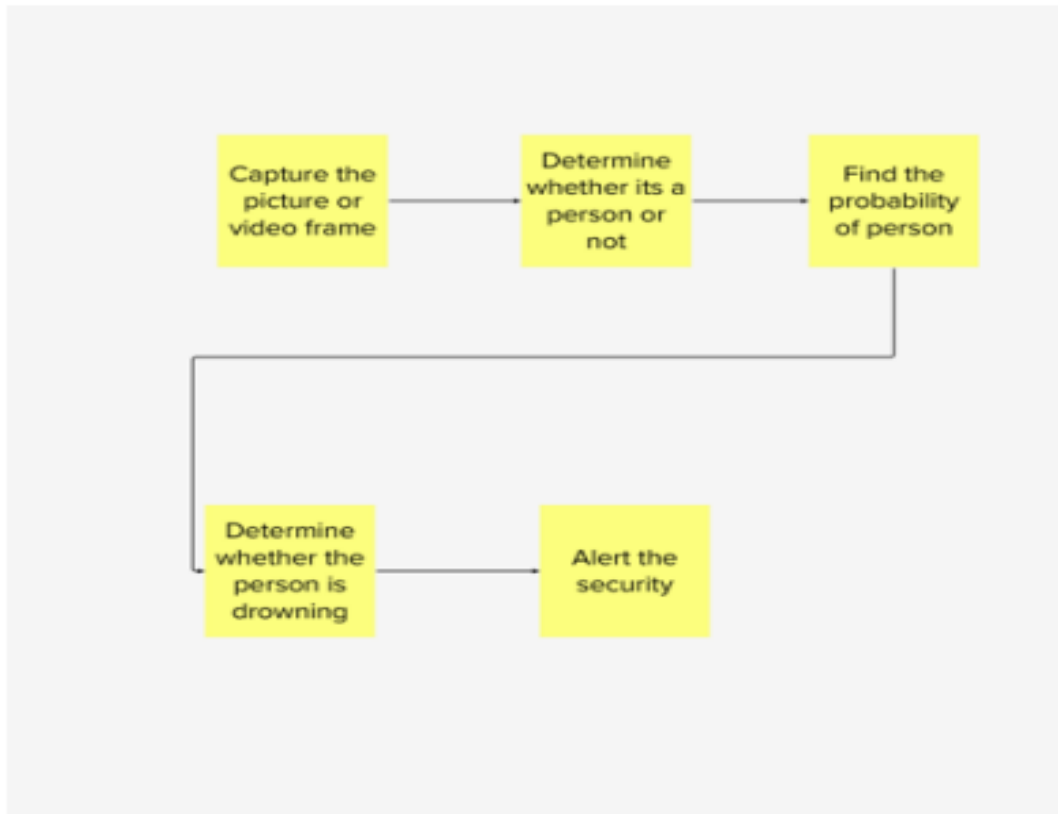 Capture the
picture or
video frame
Determine
whether its a
person or
not
Find the
probability
of person
Determine
whether the
person is
drowning
Alert the
security